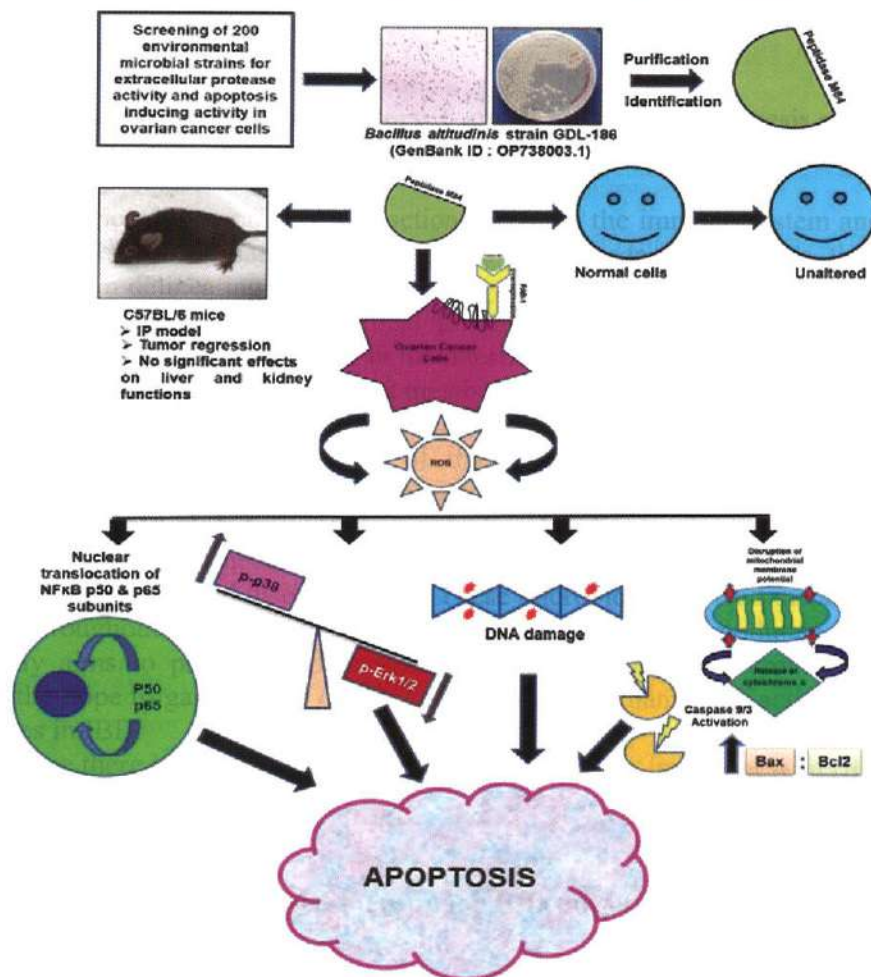 Screening of 200
environmental
microbial strains for
extracellular protease
activity and apoptosis
inducing activity in
ovarian cancer cells
Bacillus altitudinis strain GDL-186
(GenBank ID : OP738003.1)
Purification
Identification
Peptidase M84
Peptidase M84
Normal cells
Unaltered
C57BL/6 mice
➢ IP model
➢ Tumor regression
➢ No significant effects
on liver and kidney
functions
Ovarian Cancer
Cells
ROS
Nuclear
translocation of
NFκB p50 & p65
subunits
P50
p65
p-p38
p-Erk1/2
DNA damage
Disruption of
mitochondrial
membrane
potential
Release of
cytochrome c
Caspase 9/3
Activation
Bax : Bcl2
APOPTOSIS